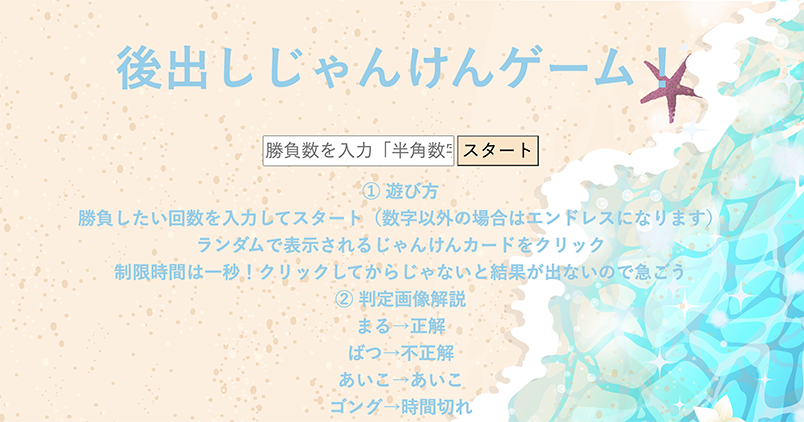 後出しじゃんけんゲーム！
勝負数を入力「半角数 スタート
① 遊び方
勝負したい回数を入力してスタート（数字以外の場合はエンドレスになります）
ランダムで表示されるじゃんけんカードをクリック
制限時間は一秒！クリックしてからじゃないと結果が出ないので急ごう
② 判定画像解説
まる→正解
ばつ→不正解
あいこ→あいこ
ゴング→時間切れ